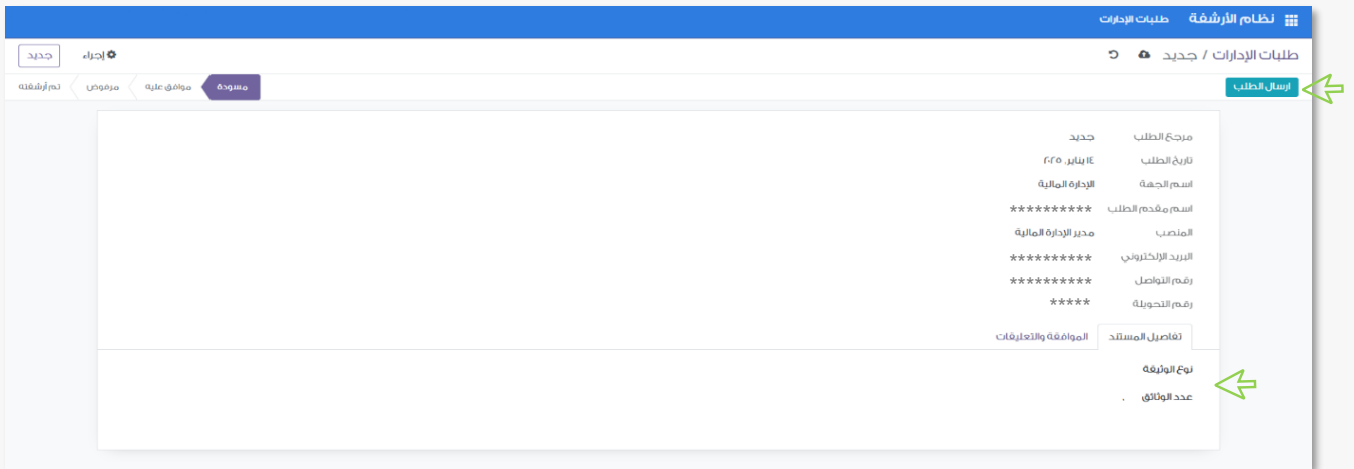 نظام الأرشفة طلبات الإدارات
طلبات الإدارات / جديد إجراء جديد
ارسال الطلب مسودة موافق عليه مرفوض تم أرشفته
مرجع الطلب جديد
تاريخ الطلب ١٤ يناير, ٢٠٢٥
اسم الجهة الإدارة المالية
اسم مقدم الطلب **********
المنصب مدير الإدارة المالية
البريد الإلكتروني **********
رقم التواصل **********
رقم التحويلة *****
تفاصيل المستند الموافقة والتعليقات
نوع الوثيقة
عدد الوثائق ٠